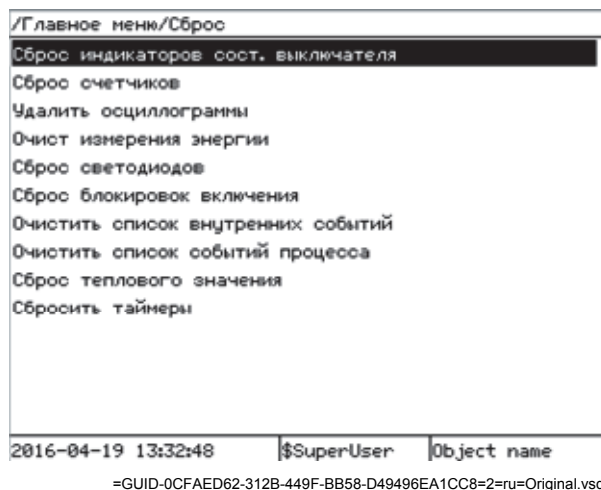 /Главное меню/Сброс
Сброс индикаторов сост. выключателя
Сброс счетчиков
Удалить осциллограммы
Очист измерения энергии
Сброс светодиодов
Сброс блокировок включения
Очистить список внутренних событий
Очистить список событий процесса
Сброс теплового значения
Сбросить таймеры
2016-04-19 13:32:48 $SuperUser Object name
=GUID-0CFAED62-312B-449F-BB58-D49496EA1CC8=2=ru=Original.vsd